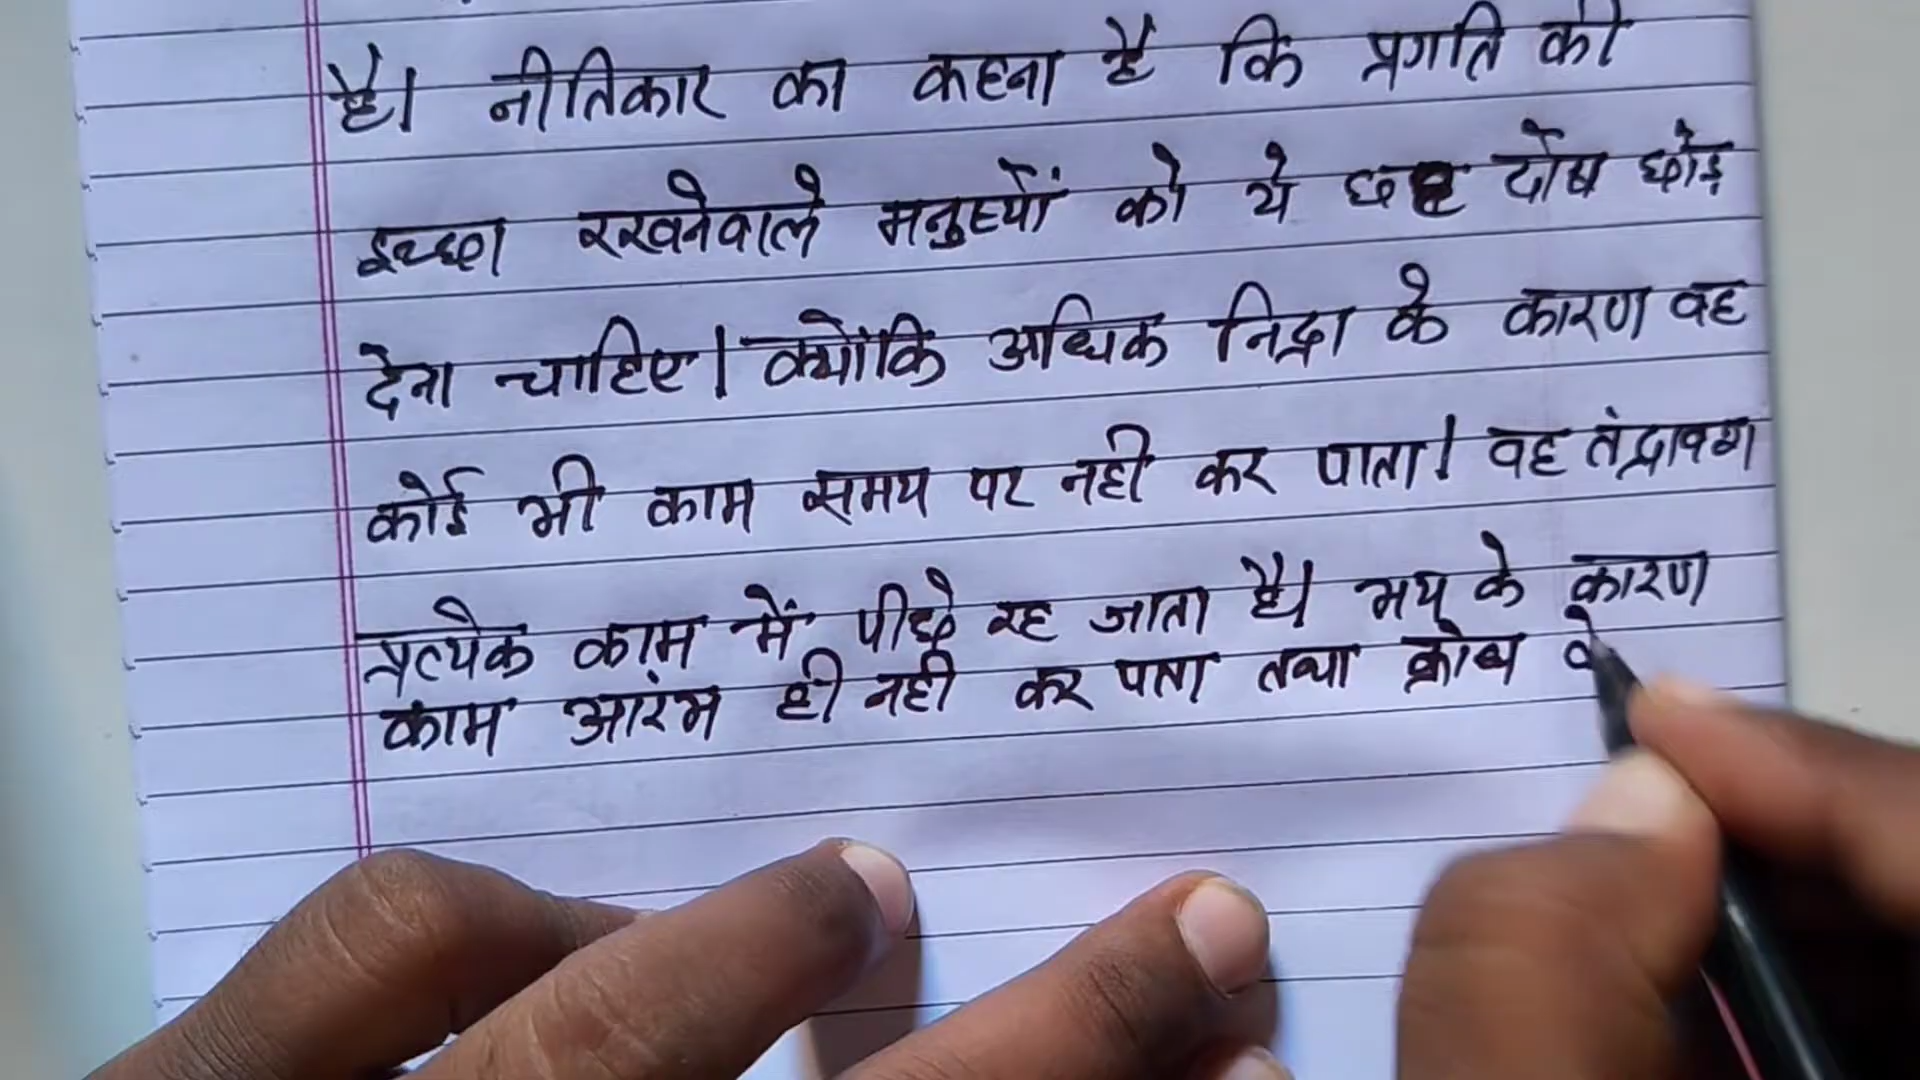 है। नीतिकार का कहना है कि प्रगति की
इच्छा रखनेवाले मनुष्यों को ये छह दोष छोड़
देना चाहिए। क्योंकि अधिक निद्रा के कारण वह
कोई भी काम समय पर नही कर पाता। वह तंद्रावश
प्रत्येक काम में पीछे रह जाता है। भय के कारण
काम आरंभ ही नही कर पता तथा क्रोध